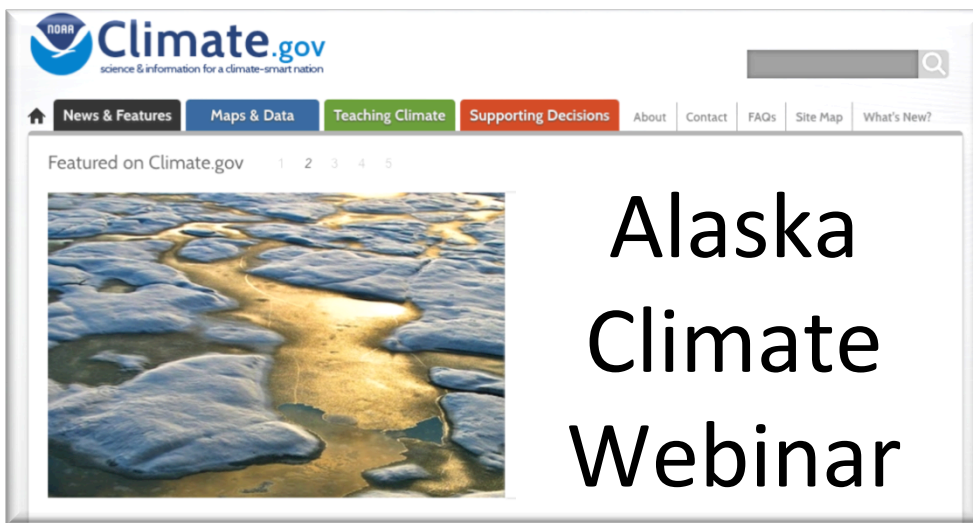 NOAA
Climate.gov
science & information for a climate-smart nation
News & Features Maps & Data Teaching Climate Supporting Decisions About Contact FAQs Site Map What's New?
Featured on Climate.gov 1 2 3 4 5
Alaska
Climate
Webinar